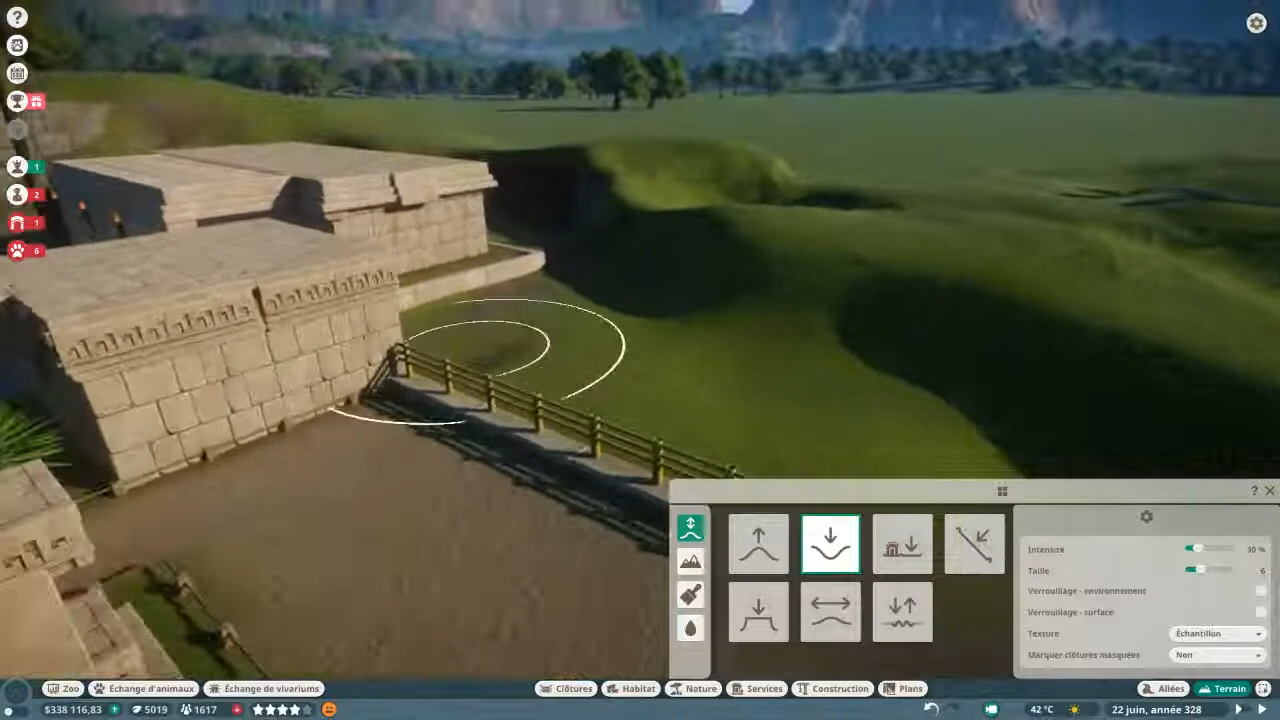 ?
1
2
1
6
? ×
Intensité 30 %
Taille 6
Verrouillage - environnement
Verrouillage - surface
Texture Échantillon
Marquer clôtures masquées Non
Zoo Échange d'animaux Échange de vivariums Clôtures Habitat Nature Services Construction Plans Allées Terrain
$338 116,83 5019 1617 42 °C 22 juin, année 328